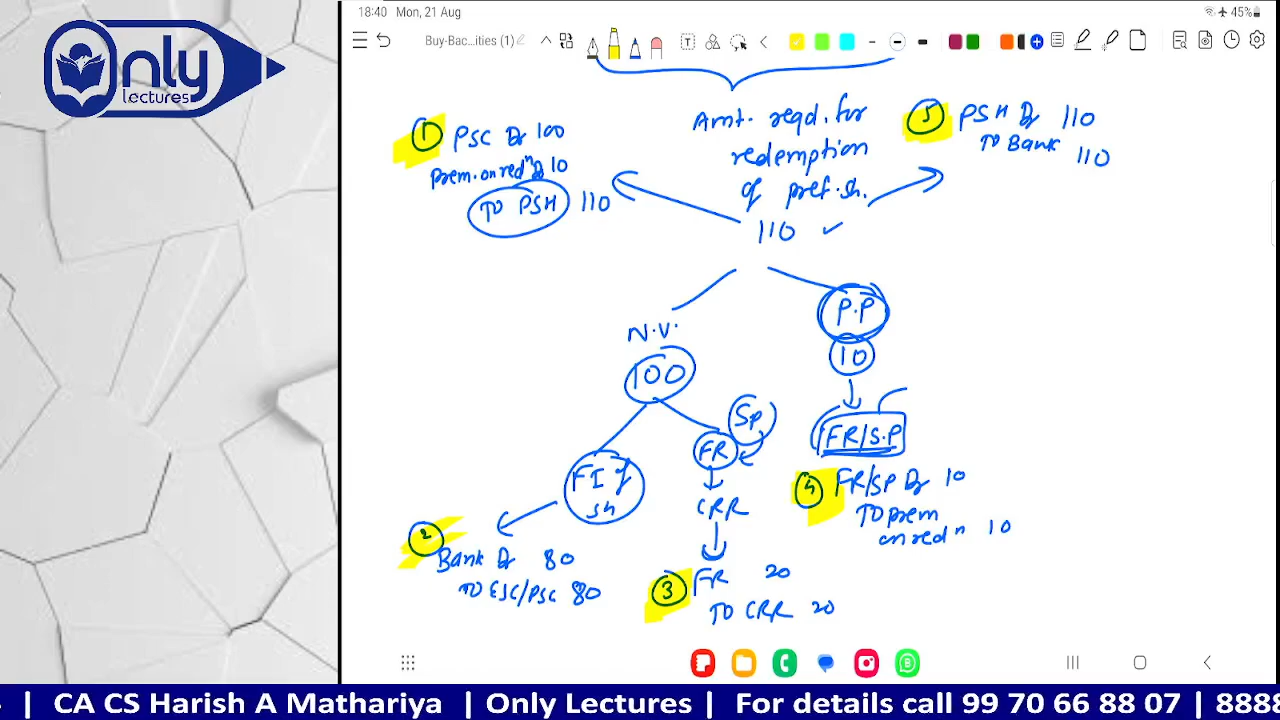 Only
lectures
18:40 Mon, 21 Aug
45%
Buy-Bac...ities (1)
1 PSC Dr 100
Prem. on redⁿ Dr 10
TO PSH 110
Amt. reqd. for
redemption
of pref. sh.
110 ✓
5 PSH Dr 110
TO Bank 110
N.V.
100
P.P
10
FI of
sh
FR
Sp
CRR
FR/S.P
2 Bank Dr 80
TO ESC/PSC 80
3 FR 20
TO CRR 20
4 FR/SP Dr 10
TO prem
on redⁿ 10
| CA CS Harish A Mathariya | Only Lectures | For details call 99 70 66 88 07 | 8888